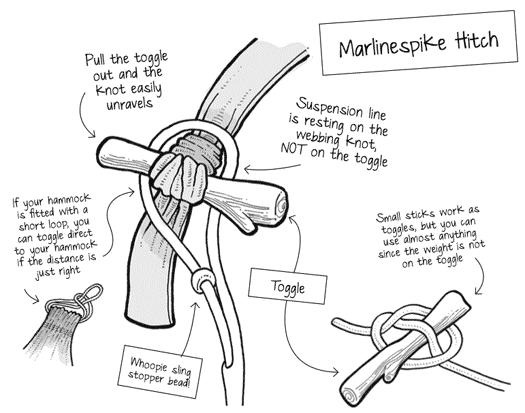 Marlinespike Hitch
Pull the toggle
out and the
knot easily
unravels
Suspension line
is resting on the
webbing knot,
NOT on the toggle
If your hammock
is fitted with a
short loop, you
can toggle direct
to your hammock
if the distance is
just right
Small sticks work as
toggles, but you can
use almost anything
since the weight is not
on the toggle
Toggle
Whoopie sling
stopper bead!